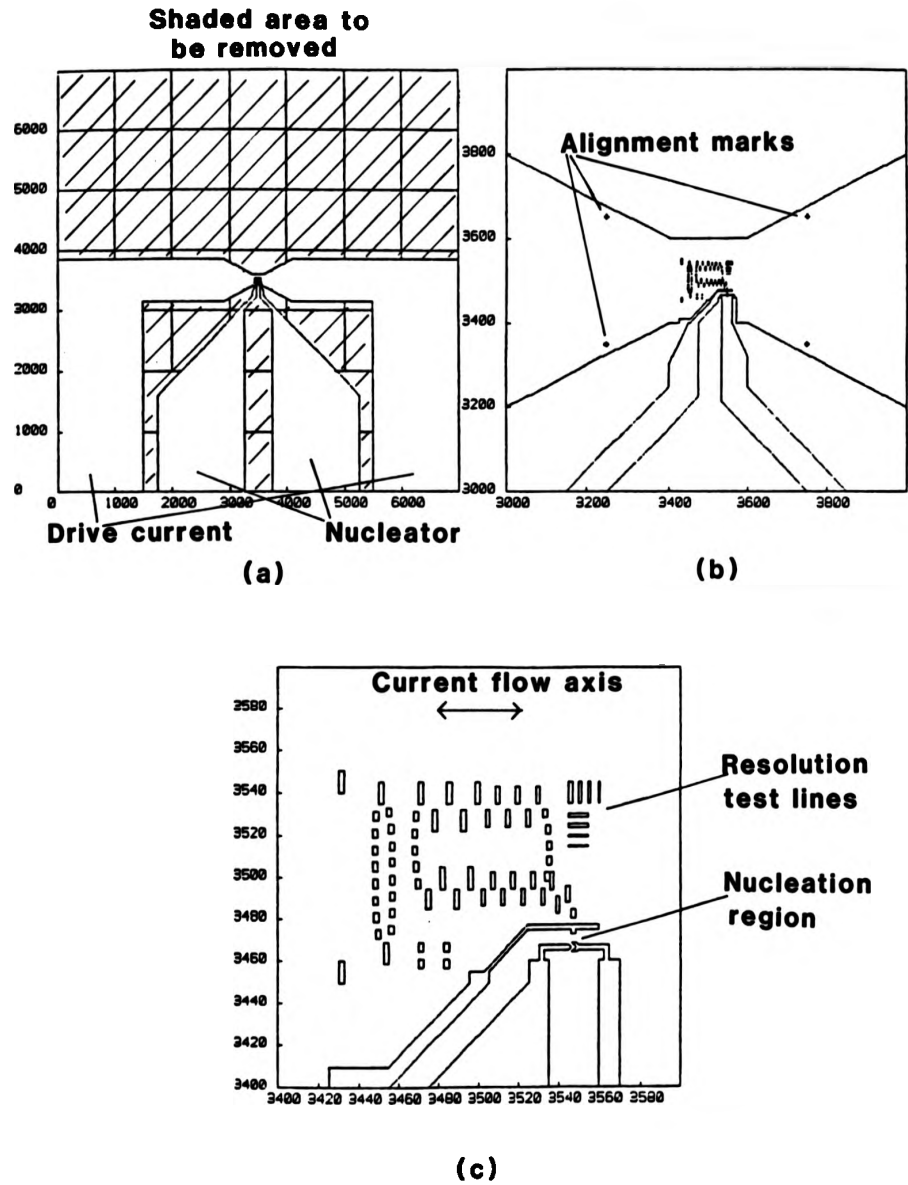 Shaded area to
be removed
6000
5000
4000
3000
2000
1000
0
0 1000 2000 3000 4000 5000 6000
Drive current
Nucleator
(a)
Alignment marks
3800
3600
3400
3200
3000
3000 3200 3400 3600 3800
(b)
Current flow axis
3580
3560
3540
3520
3500
3480
3460
3440
3420
3400
3400 3420 3440 3460 3480 3500 3520 3540 3560 3580
Resolution
test lines
Nucleation
region
(c)